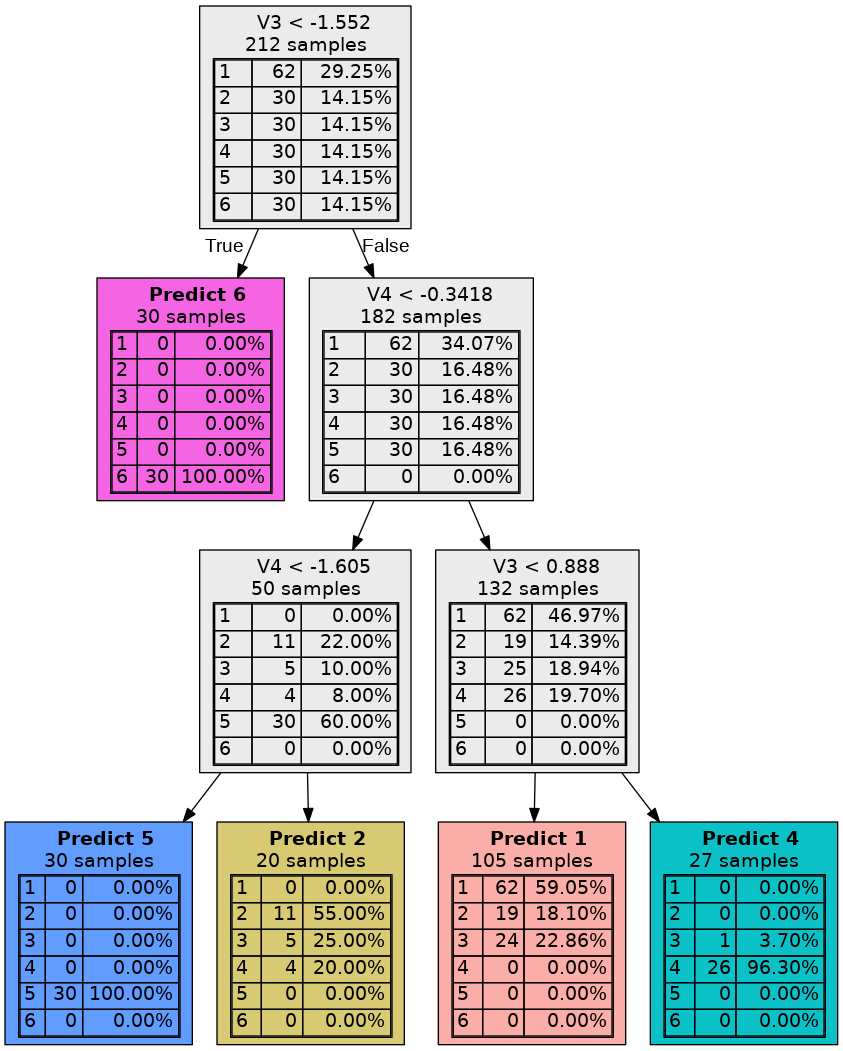 V3 < -1.552
212 samples
1 62 29.25%
2 30 14.15%
3 30 14.15%
4 30 14.15%
5 30 14.15%
6 30 14.15%
True
False
Predict 6
30 samples
1 0 0.00%
2 0 0.00%
3 0 0.00%
4 0 0.00%
5 0 0.00%
6 30 100.00%
V4 < -0.3418
182 samples
1 62 34.07%
2 30 16.48%
3 30 16.48%
4 30 16.48%
5 30 16.48%
6 0 0.00%
V4 < -1.605
50 samples
1 0 0.00%
2 11 22.00%
3 5 10.00%
4 4 8.00%
5 30 60.00%
6 0 0.00%
V3 < 0.888
132 samples
1 62 46.97%
2 19 14.39%
3 25 18.94%
4 26 19.70%
5 0 0.00%
6 0 0.00%
Predict 5
30 samples
1 0 0.00%
2 0 0.00%
3 0 0.00%
4 0 0.00%
5 30 100.00%
6 0 0.00%
Predict 2
20 samples
1 0 0.00%
2 11 55.00%
3 5 25.00%
4 4 20.00%
5 0 0.00%
6 0 0.00%
Predict 1
105 samples
1 62 59.05%
2 19 18.10%
3 24 22.86%
4 0 0.00%
5 0 0.00%
6 0 0.00%
Predict 4
27 samples
1 0 0.00%
2 0 0.00%
3 1 3.70%
4 26 96.30%
5 0 0.00%
6 0 0.00%